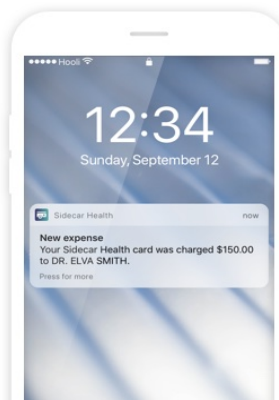 Hooli
12:34
Sunday, September 12
Sidecar Health now
New expense
Your Sidecar Health card was charged $150.00
to DR. ELVA SMITH.
Press for more